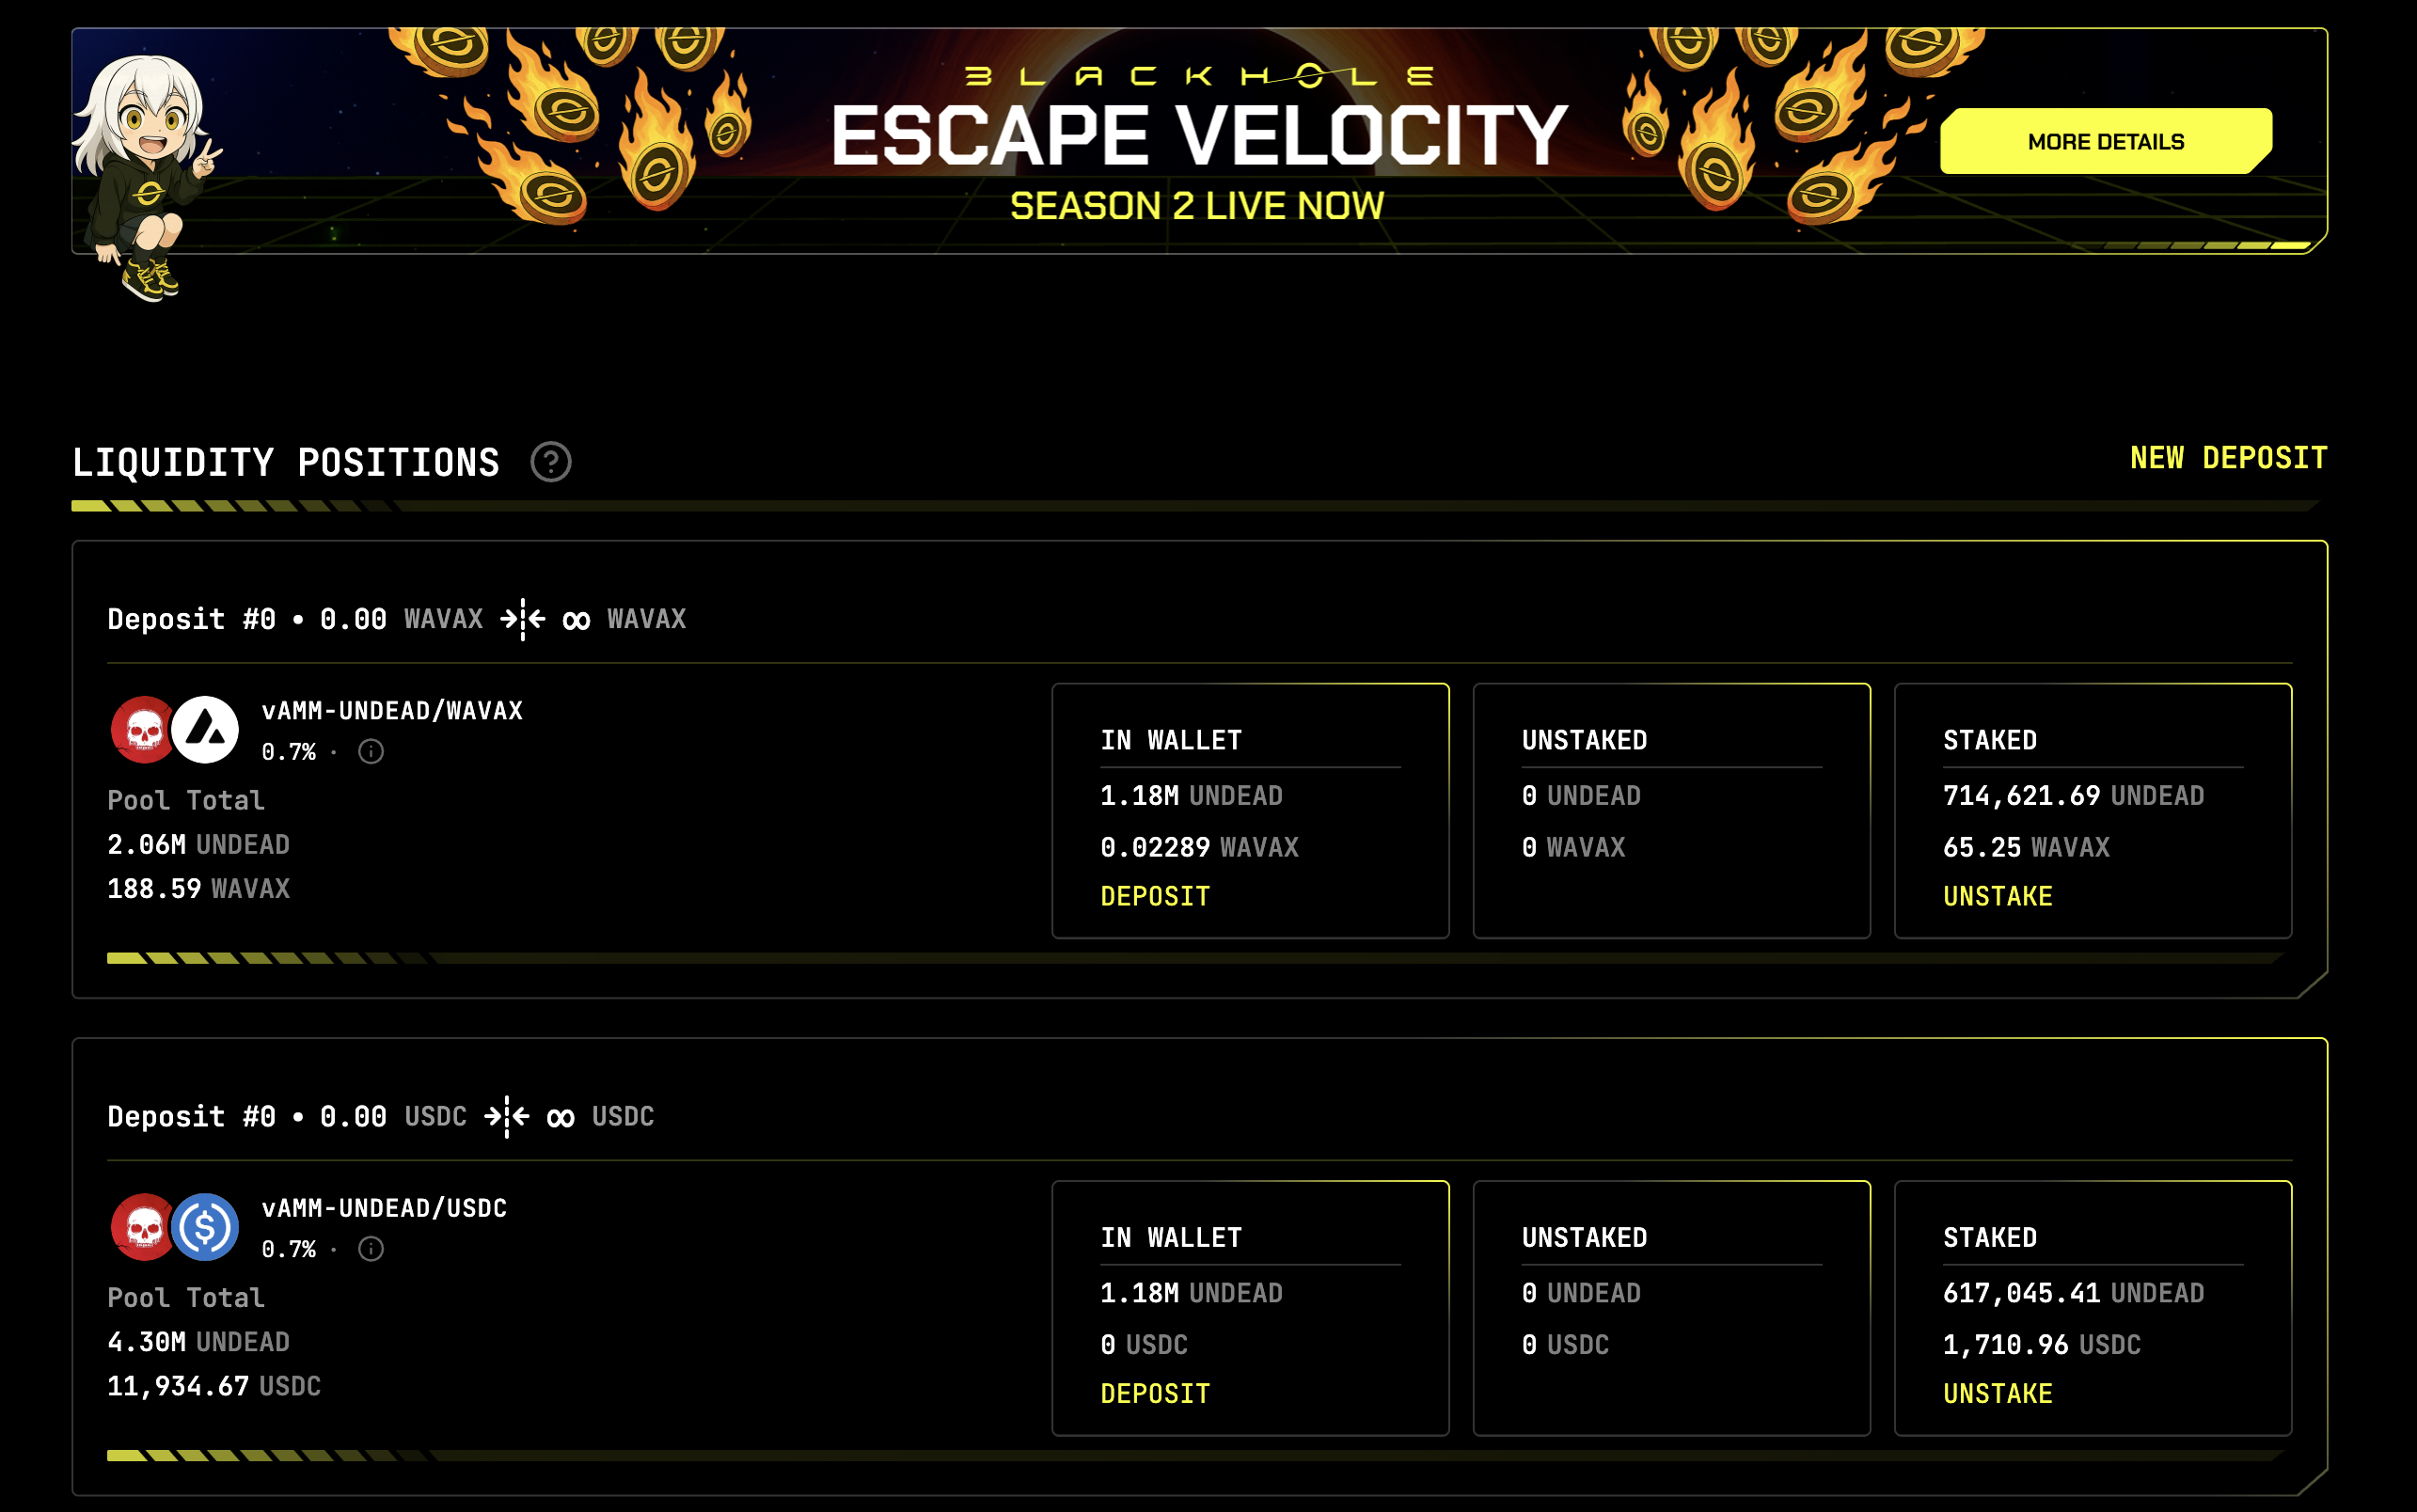 BLACKHOLE
ESCAPE VELOCITY
SEASON 2 LIVE NOW
MORE DETAILS
LIQUIDITY POSITIONS
NEW DEPOSIT
Deposit #0 • 0.00 WAVAX ∞ WAVAX
vAMM-UNDEAD/WAVAX
0.7% ·
Pool Total
2.06M UNDEAD
188.59 WAVAX
IN WALLET
1.18M UNDEAD
0.02289 WAVAX
DEPOSIT
UNSTAKED
0 UNDEAD
0 WAVAX
STAKED
714,621.69 UNDEAD
65.25 WAVAX
UNSTAKE
Deposit #0 • 0.00 USDC ∞ USDC
vAMM-UNDEAD/USDC
0.7% ·
Pool Total
4.30M UNDEAD
11,934.67 USDC
IN WALLET
1.18M UNDEAD
0 USDC
DEPOSIT
UNSTAKED
0 UNDEAD
0 USDC
STAKED
617,045.41 UNDEAD
1,710.96 USDC
UNSTAKE